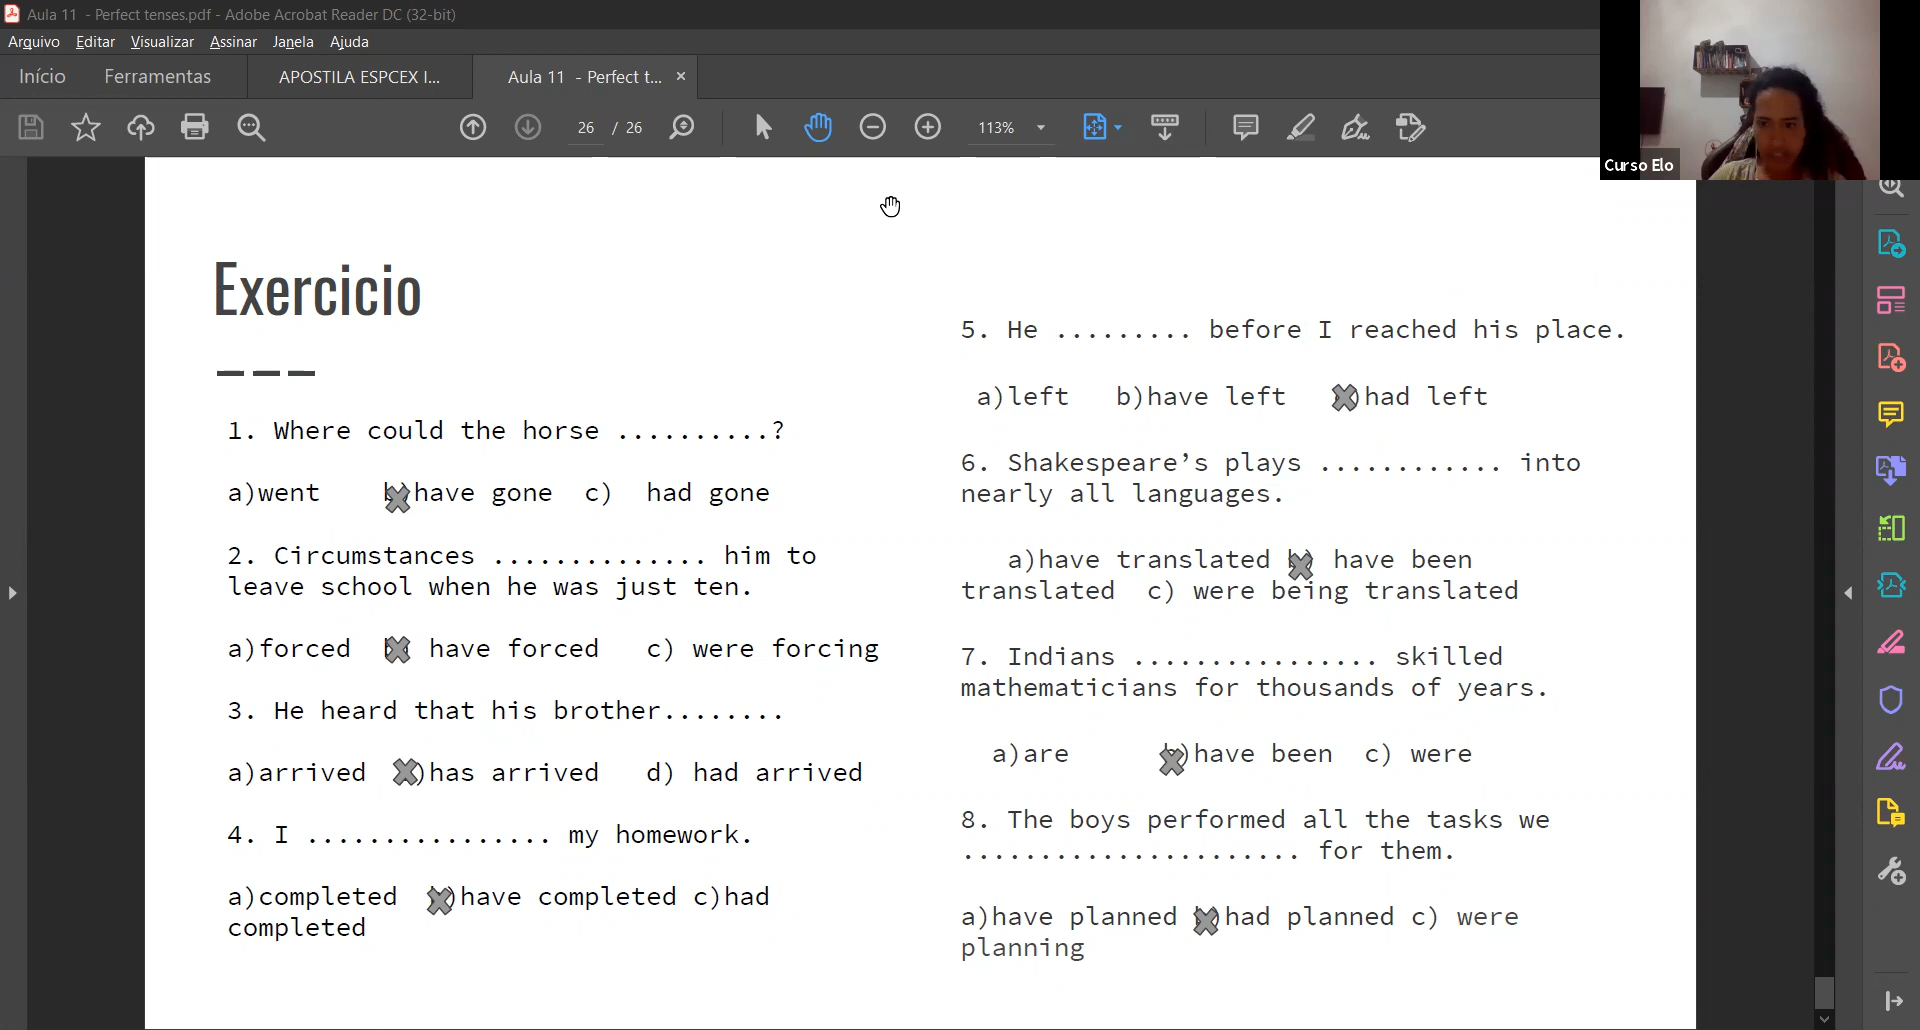 Aula 11 - Perfect tenses.pdf - Adobe Acrobat Reader DC (32-bit)
Arquivo Editar Visualizar Assinar Janela Ajuda
Início Ferramentas APOSTILA ESPCEX I... Aula 11 - Perfect t... ×
26 / 26 113%
Curso Elo
Exercicio
1. Where could the horse ..........?
a)went b)have gone c) had gone
2. Circumstances .............. him to
leave school when he was just ten.
a)forced b) have forced c) were forcing
3. He heard that his brother........
a)arrived )has arrived d) had arrived
4. I ................ my homework.
a)completed b)have completed c)had
completed
5. He ......... before I reached his place.
a)left b)have left )had left
6. Shakespeare’s plays ............ into
nearly all languages.
a)have translated b) have been
translated c) were being translated
7. Indians ................ skilled
mathematicians for thousands of years.
a)are b)have been c) were
8. The boys performed all the tasks we
...................... for them.
a)have planned b)had planned c) were
planning